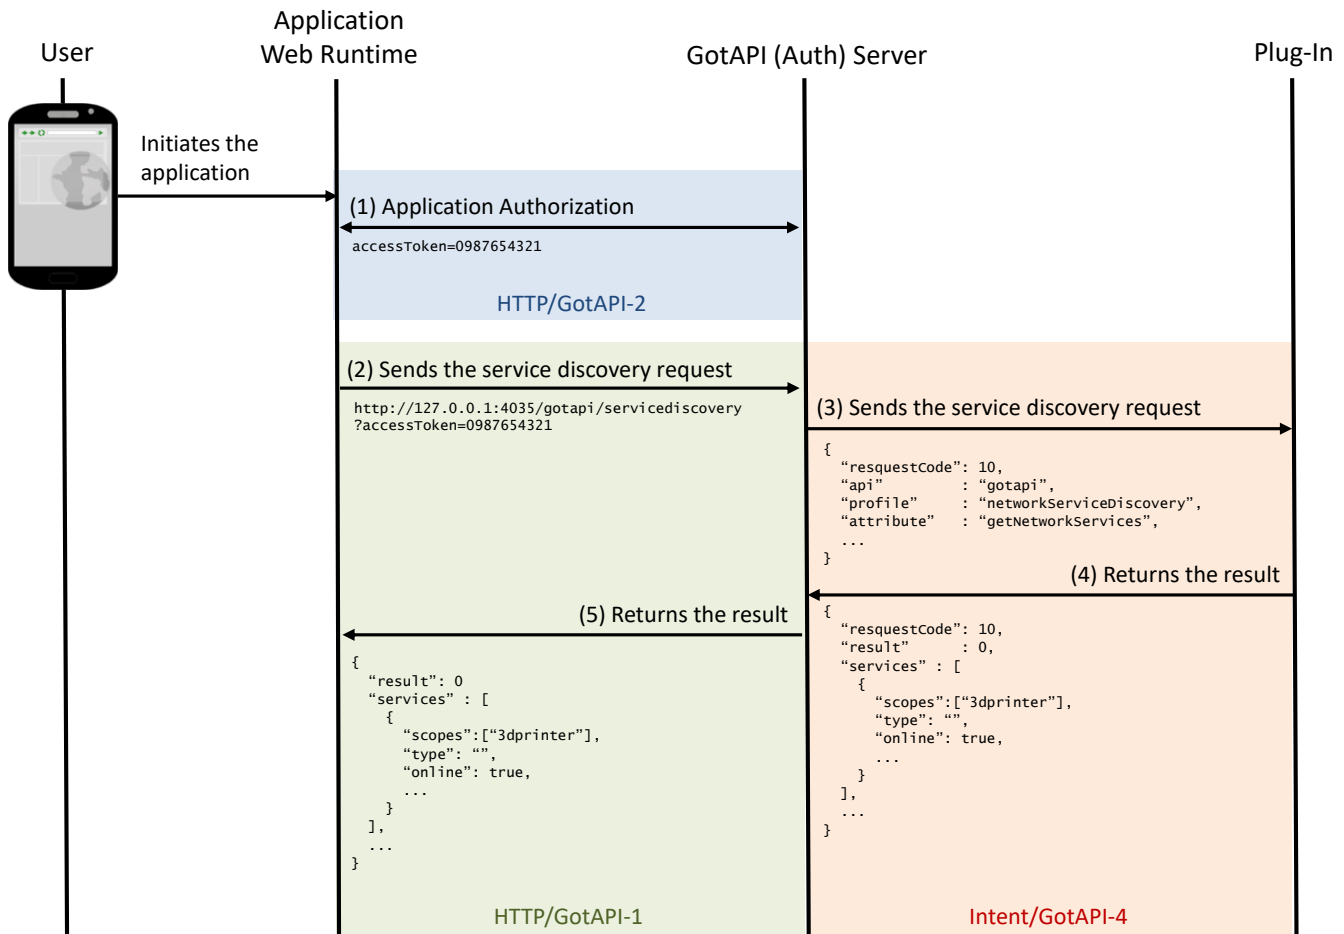 User
Application
Web Runtime
GotAPI (Auth) Server
Plug-In
Initiates the
application
(1) Application Authorization
accessToken=0987654321
HTTP/GotAPI-2
(2) Sends the service discovery request
http://127.0.0.1:4035/gotapi/servicediscovery
?accessToken=0987654321
(3) Sends the service discovery request
{
“resquestCode”: 10,
“api” : “gotapi”,
“profile” : “networkServiceDiscovery”,
“attribute” : “getNetworkServices”,
...
}
(4) Returns the result
{
“resquestCode”: 10,
“result” : 0,
“services” : [
{
“scopes”:[“3dprinter”],
“type”: “”,
“online”: true,
...
}
],
...
}
(5) Returns the result
{
“result”: 0
“services” : [
{
“scopes”:[“3dprinter”],
“type”: “”,
“online”: true,
...
}
],
...
}
HTTP/GotAPI-1
Intent/GotAPI-4